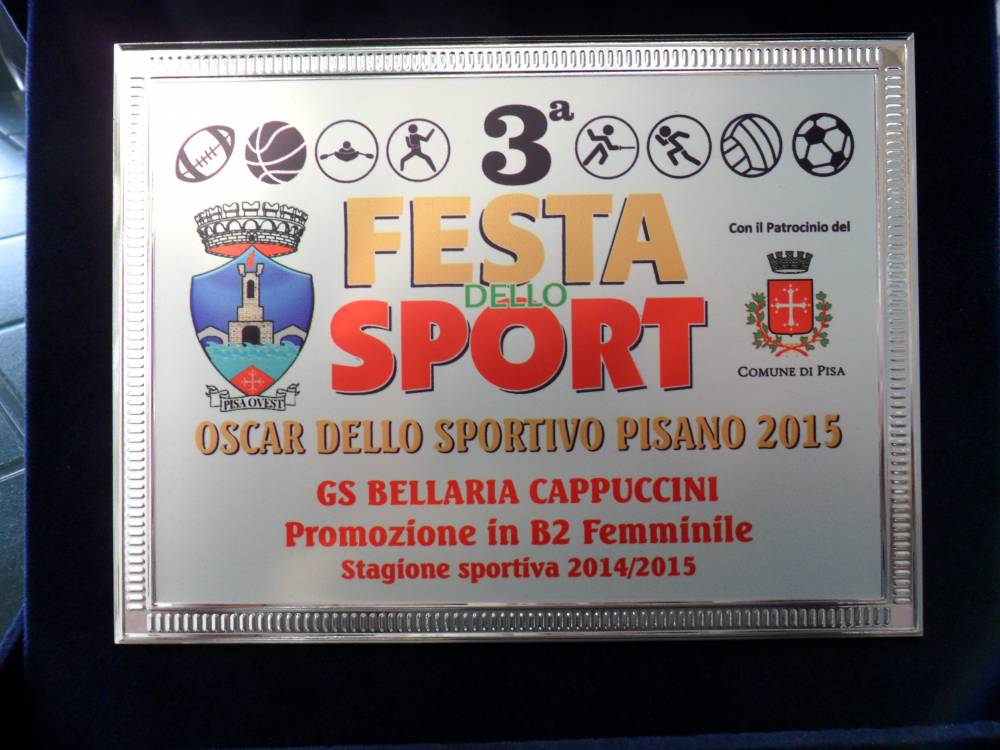 3a
FESTA
DELLO
SPORT
Con il Patrocinio del
COMUNE DI PISA
PISA OVEST
OSCAR DELLO SPORTIVO PISANO 2015
GS BELLARIA CAPPUCCINI
Promozione in B2 Femminile
Stagione sportiva 2014/2015